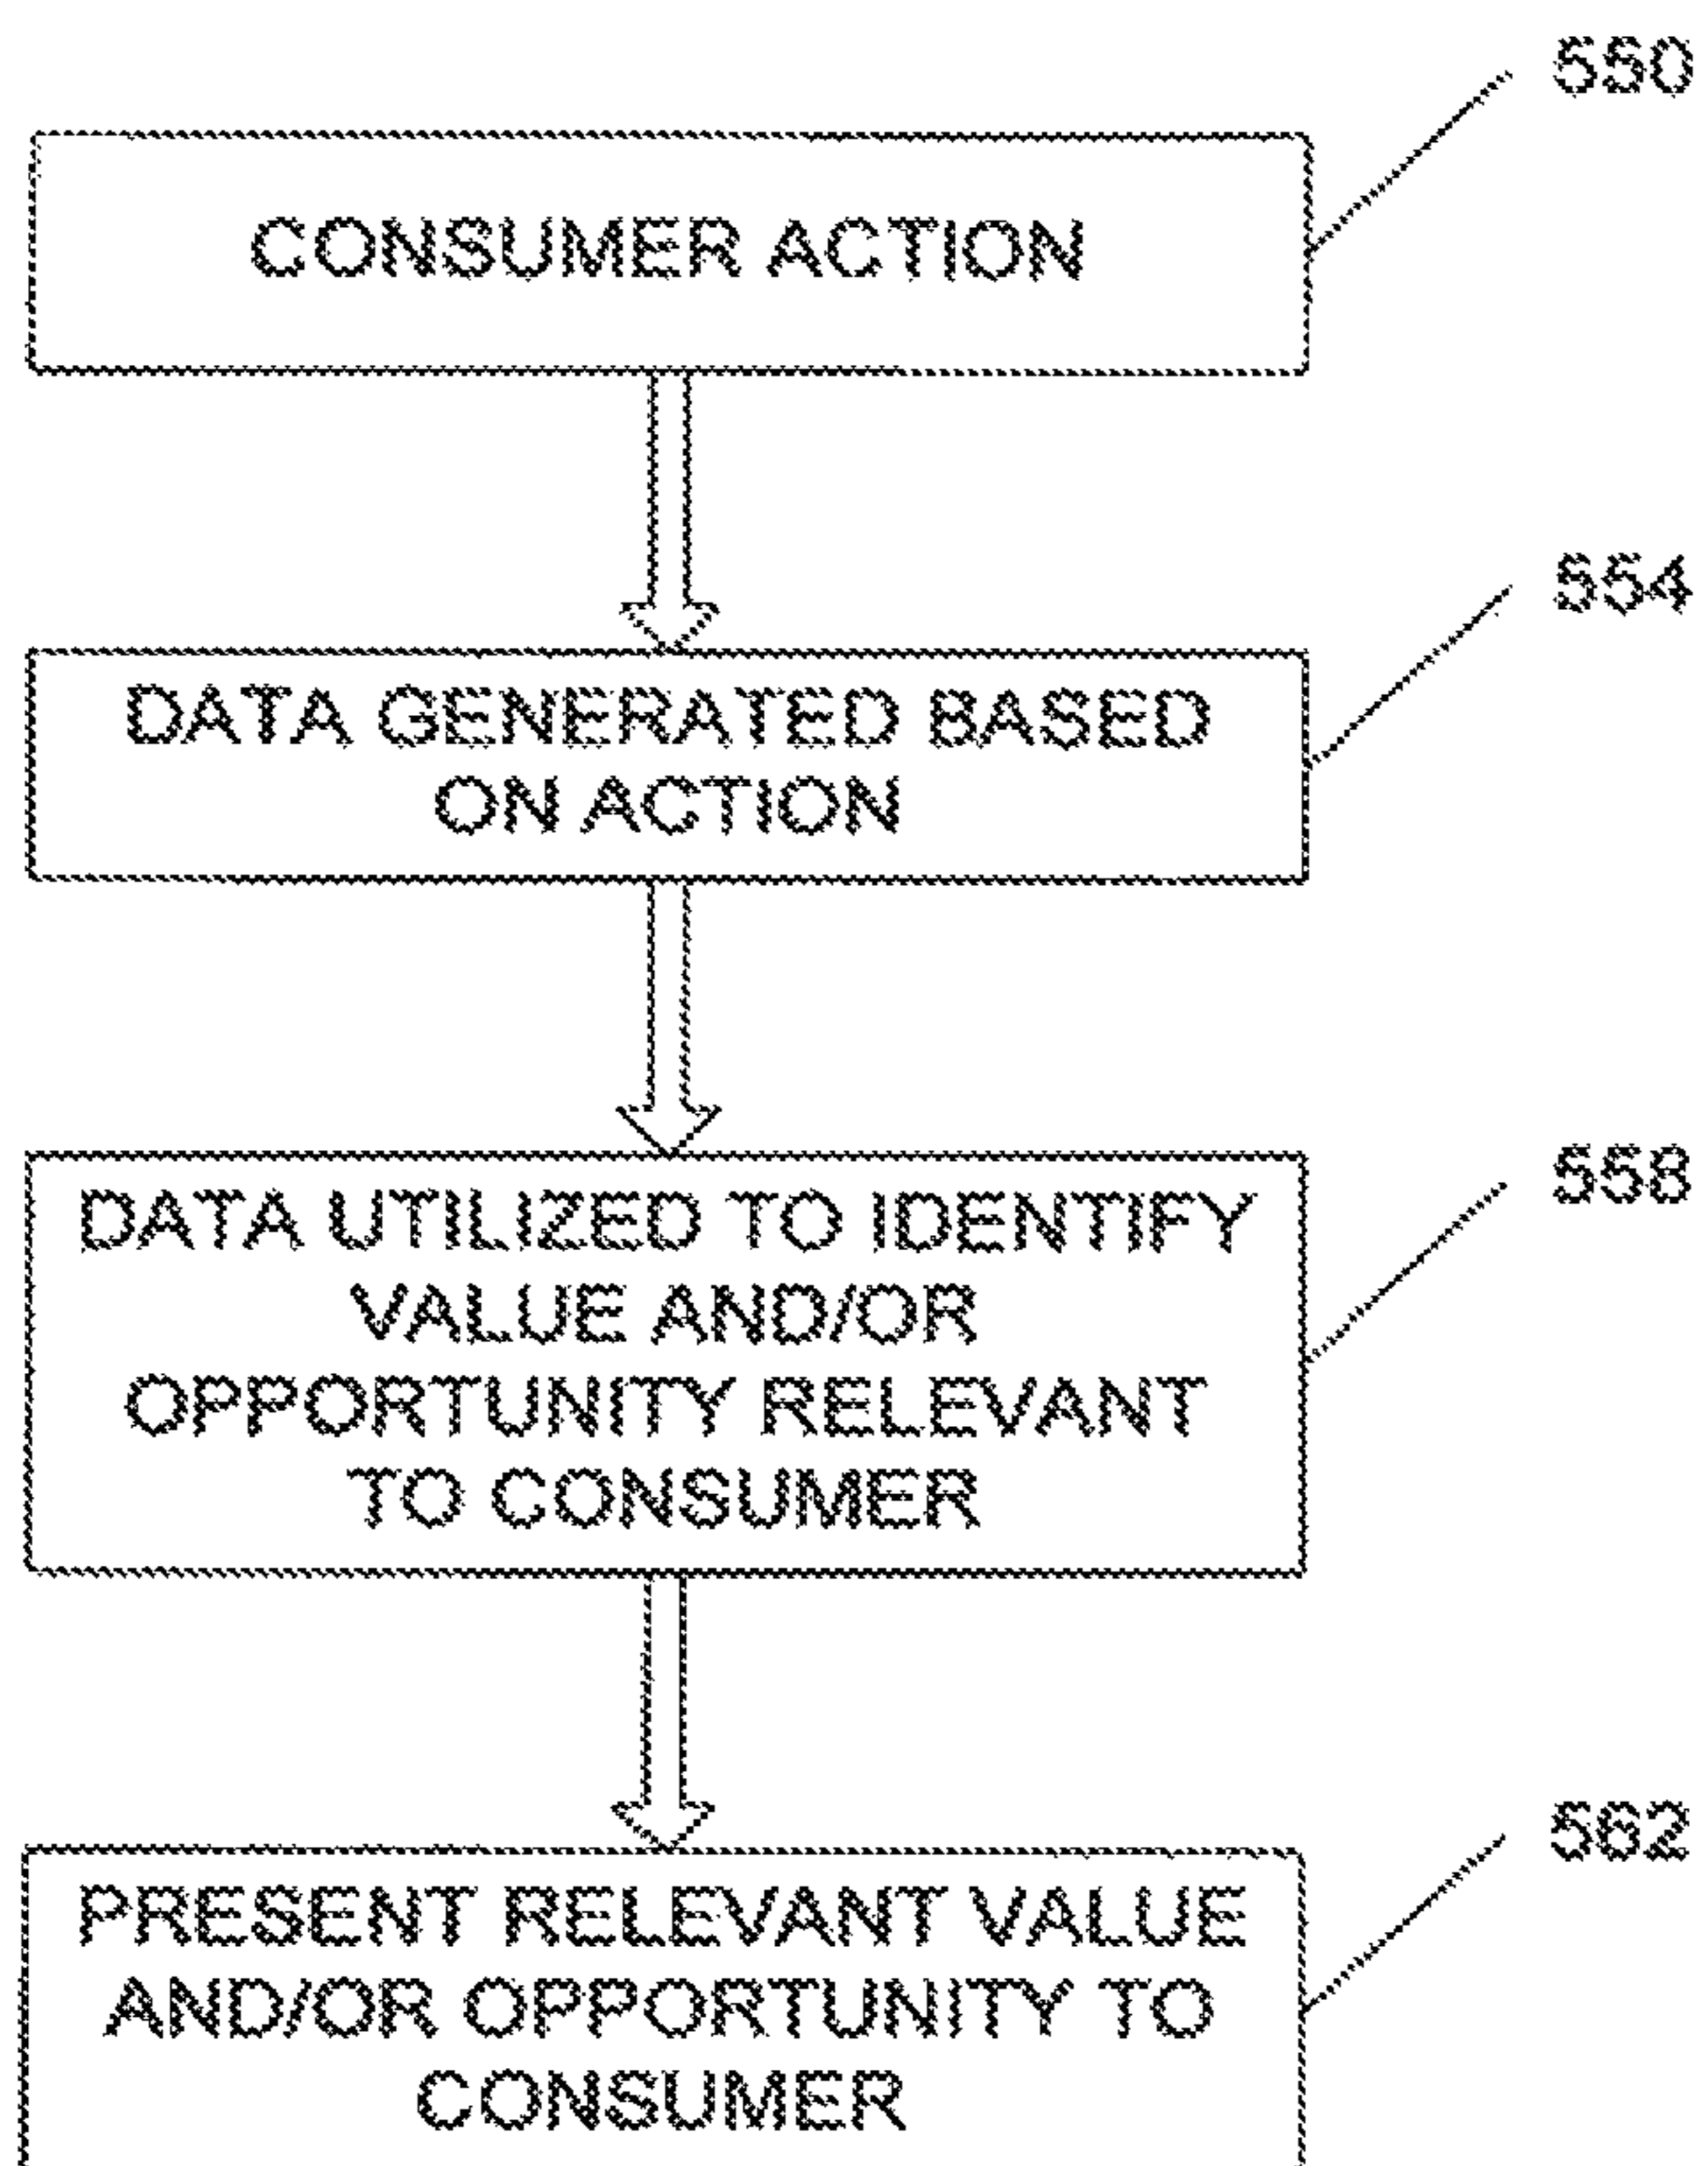 550
CONSUMER ACTION
554
DATA GENERATED BASED
ON ACTION
558
DATA UTILIZED TO IDENTIFY
VALUE AND/OR
OPPORTUNITY RELEVANT
TO CONSUMER
562
PRESENT RELEVANT VALUE
AND/OR OPPORTUNITY TO
CONSUMER